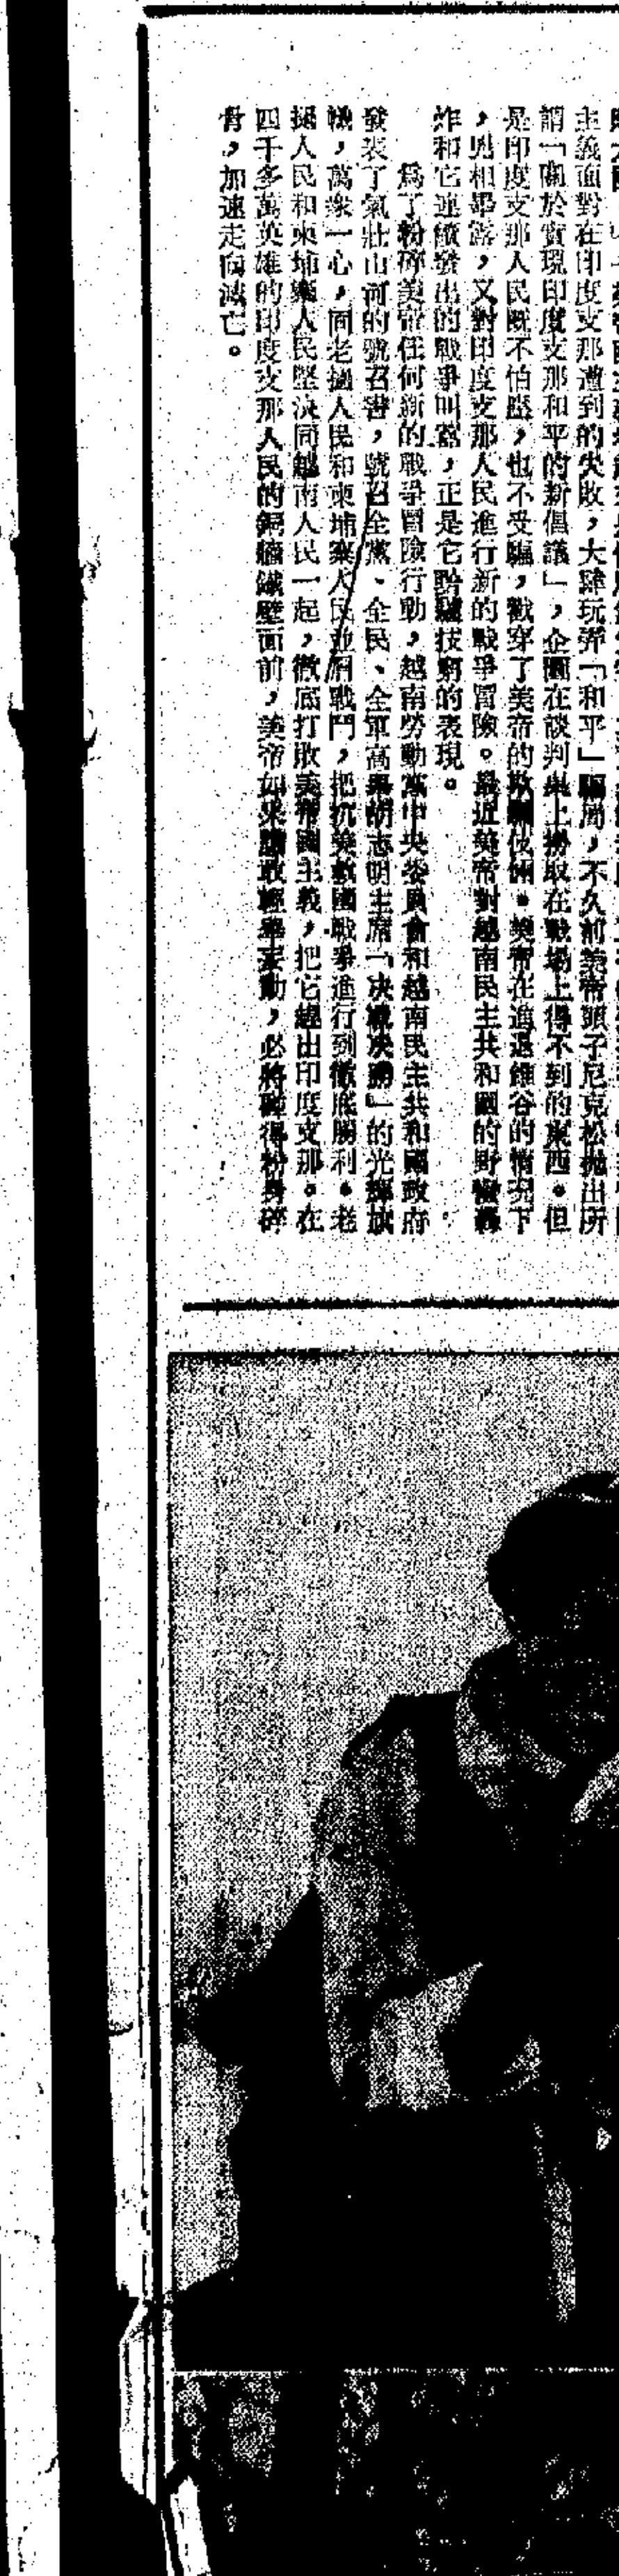 主義面對在印度支那遭到的失敗，大肆玩弄「和平」騙局，不久前美帝頭子尼克松拋出所
謂「關於實現印度支那和平的新倡議」，企圖在談判桌上撈取在戰場上得不到的東西。但
是印度支那人民既不怕壓，也不受騙，戳穿了美帝的欺騙伎倆。美帝在進退維谷的情況下
，兇相畢露，又對印度支那人民進行新的戰爭冒險。最近美帝對越南民主共和國的野蠻轟
炸和它連續發出的戰爭叫囂，正是它黔驢技窮的表現。
爲了粉碎美帝任何新的戰爭冒險行動，越南勞動黨中央委員會和越南民主共和國政府
發表了氣壯山河的號召書，號召全黨、全民、全軍高舉胡志明主席「決戰決勝」的光輝旗
幟，萬衆一心，同老撾人民和柬埔寨人民並肩戰鬥，把抗美救國戰爭進行到徹底勝利。老
撾人民和柬埔寨人民堅決同越南人民一起，徹底打敗美帝國主義，把它趕出印度支那。在
四千多萬英雄的印度支那人民的銅牆鐵壁面前，美帝如果膽敢輕舉妄動，必將碰得粉身碎
骨，加速走向滅亡。